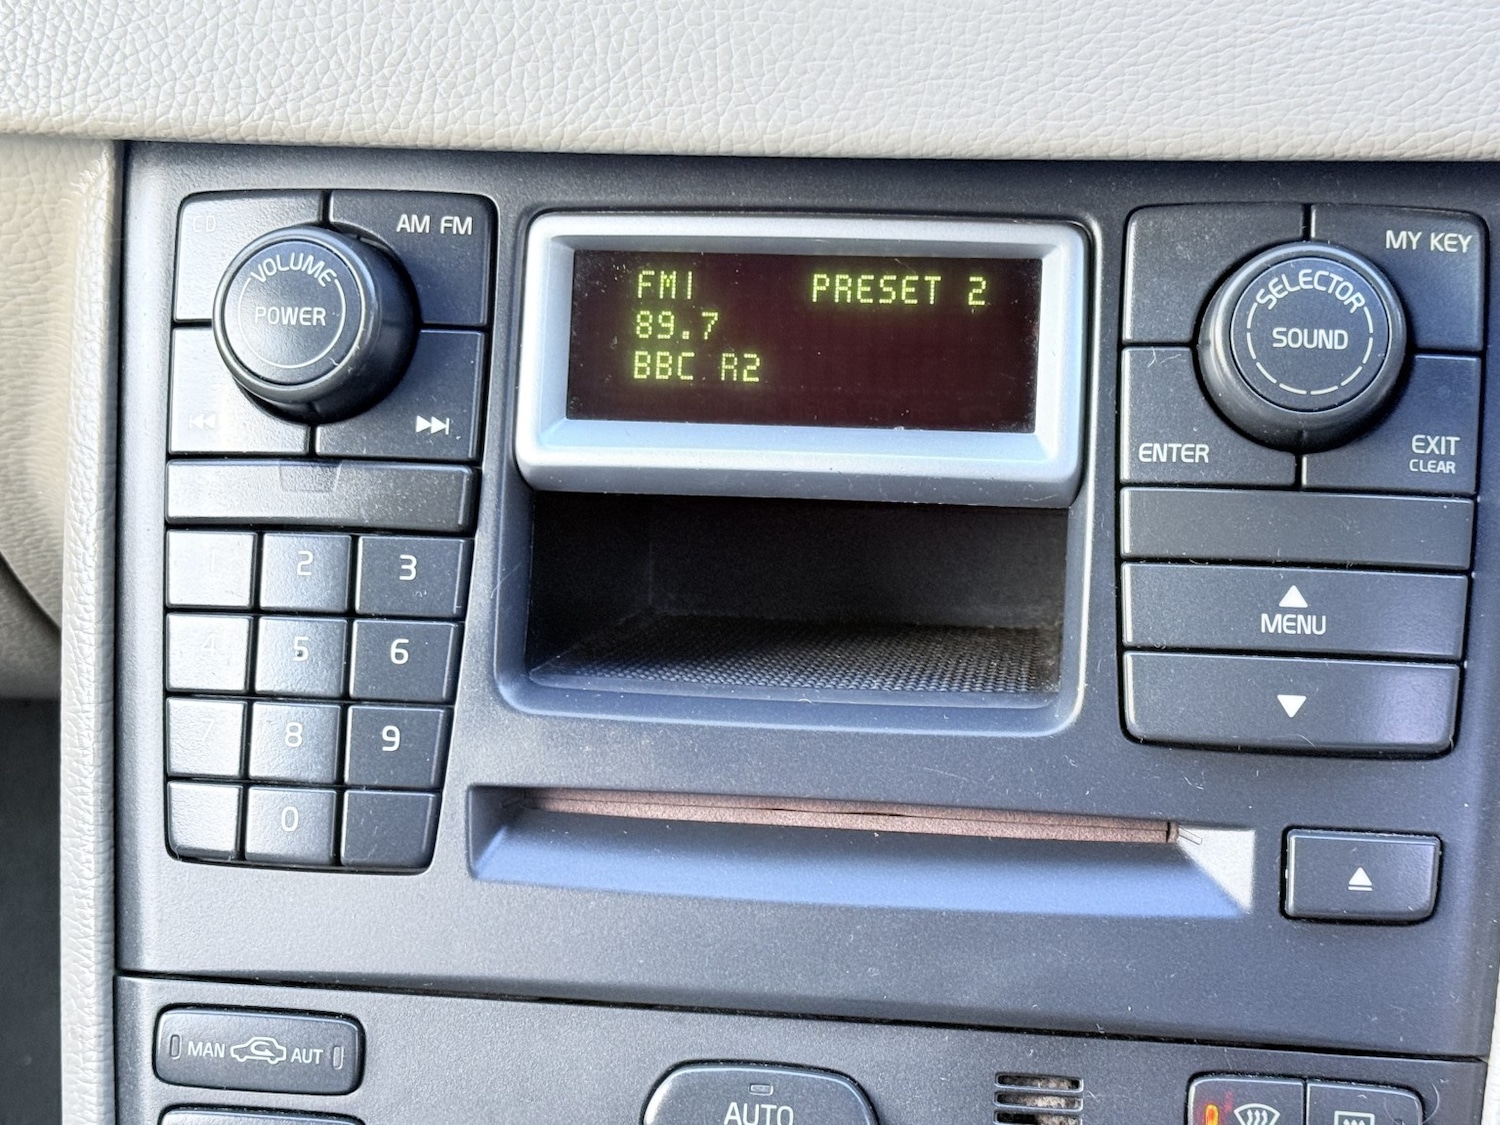 CD
AM FM
VOLUME
POWER
FM1 PRESET 2
89.7
BBC R2
MY KEY
SELECTOR
SOUND
ENTER
EXIT
CLEAR
1 2 3
4 5 6
7 8 9
0
MENU
MAN AUT
AUTO